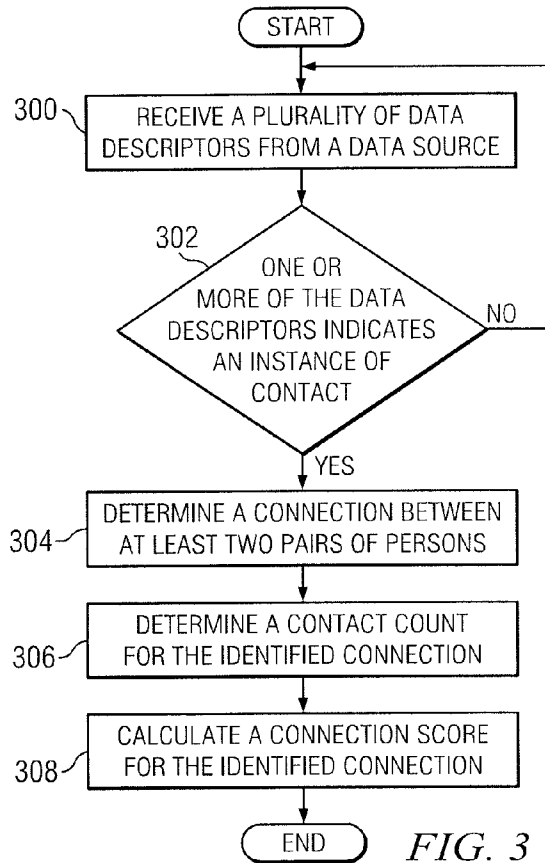 START
300
RECEIVE A PLURALITY OF DATA
DESCRIPTORS FROM A DATA SOURCE
302
ONE OR
MORE OF THE DATA
DESCRIPTORS INDICATES
AN INSTANCE OF
CONTACT
NO
YES
304
DETERMINE A CONNECTION BETWEEN
AT LEAST TWO PAIRS OF PERSONS
306
DETERMINE A CONTACT COUNT
FOR THE IDENTIFIED CONNECTION
308
CALCULATE A CONNECTION SCORE
FOR THE IDENTIFIED CONNECTION
END
FIG. 3